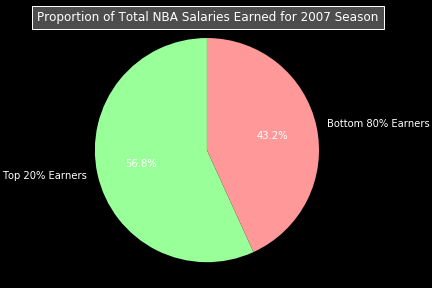 Proportion of Total NBA Salaries Earned for 2007 Season
Bottom 80% Earners
43.2%
56.8%
Top 20% Earners